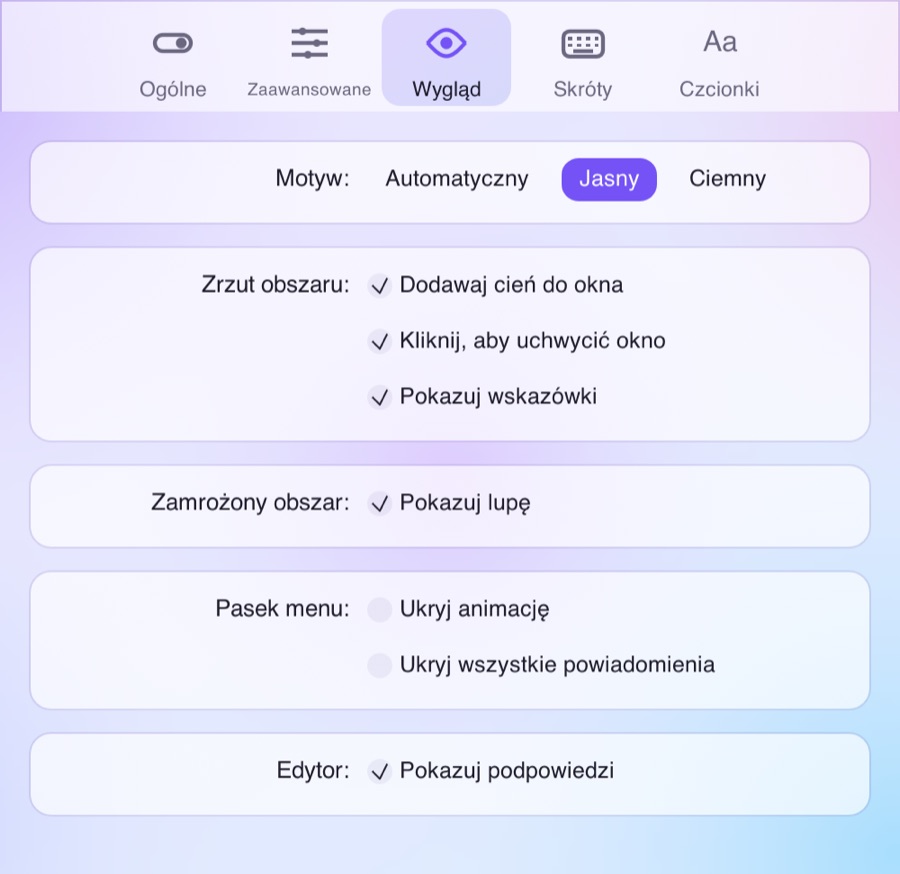 Aa
Ogólne Zaawansowane Wygląd Skróty Czcionki
Motyw: Automatyczny Jasny Ciemny
Zrzut obszaru: Dodawaj cień do okna
Kliknij, aby uchwycić okno
Pokazuj wskazówki
Zamrożony obszar: Pokazuj lupę
Pasek menu: Ukryj animację
Ukryj wszystkie powiadomienia
Edytor: Pokazuj podpowiedzi